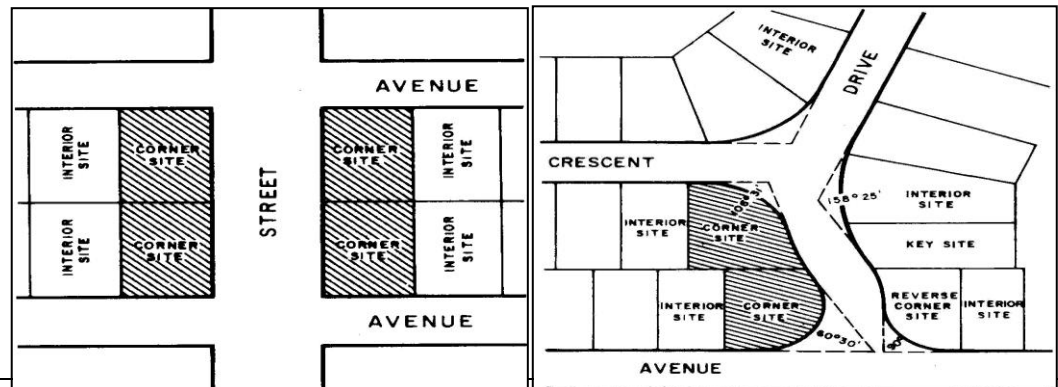 AVENUE
INTERIOR
SITE
CORNER
SITE
CORNER
SITE
INTERIOR
SITE
STREET
INTERIOR
SITE
CORNER
SITE
CORNER
SITE
INTERIOR
SITE
AVENUE
INTERIOR
SITE
DRIVE
CRESCENT
158° 25'
INTERIOR
SITE
INTERIOR
SITE
CORNER
SITE
KEY SITE
INTERIOR
SITE
CORNER
SITE
REVERSE
CORNER
SITE
INTERIOR
SITE
60° 30'
AVENUE